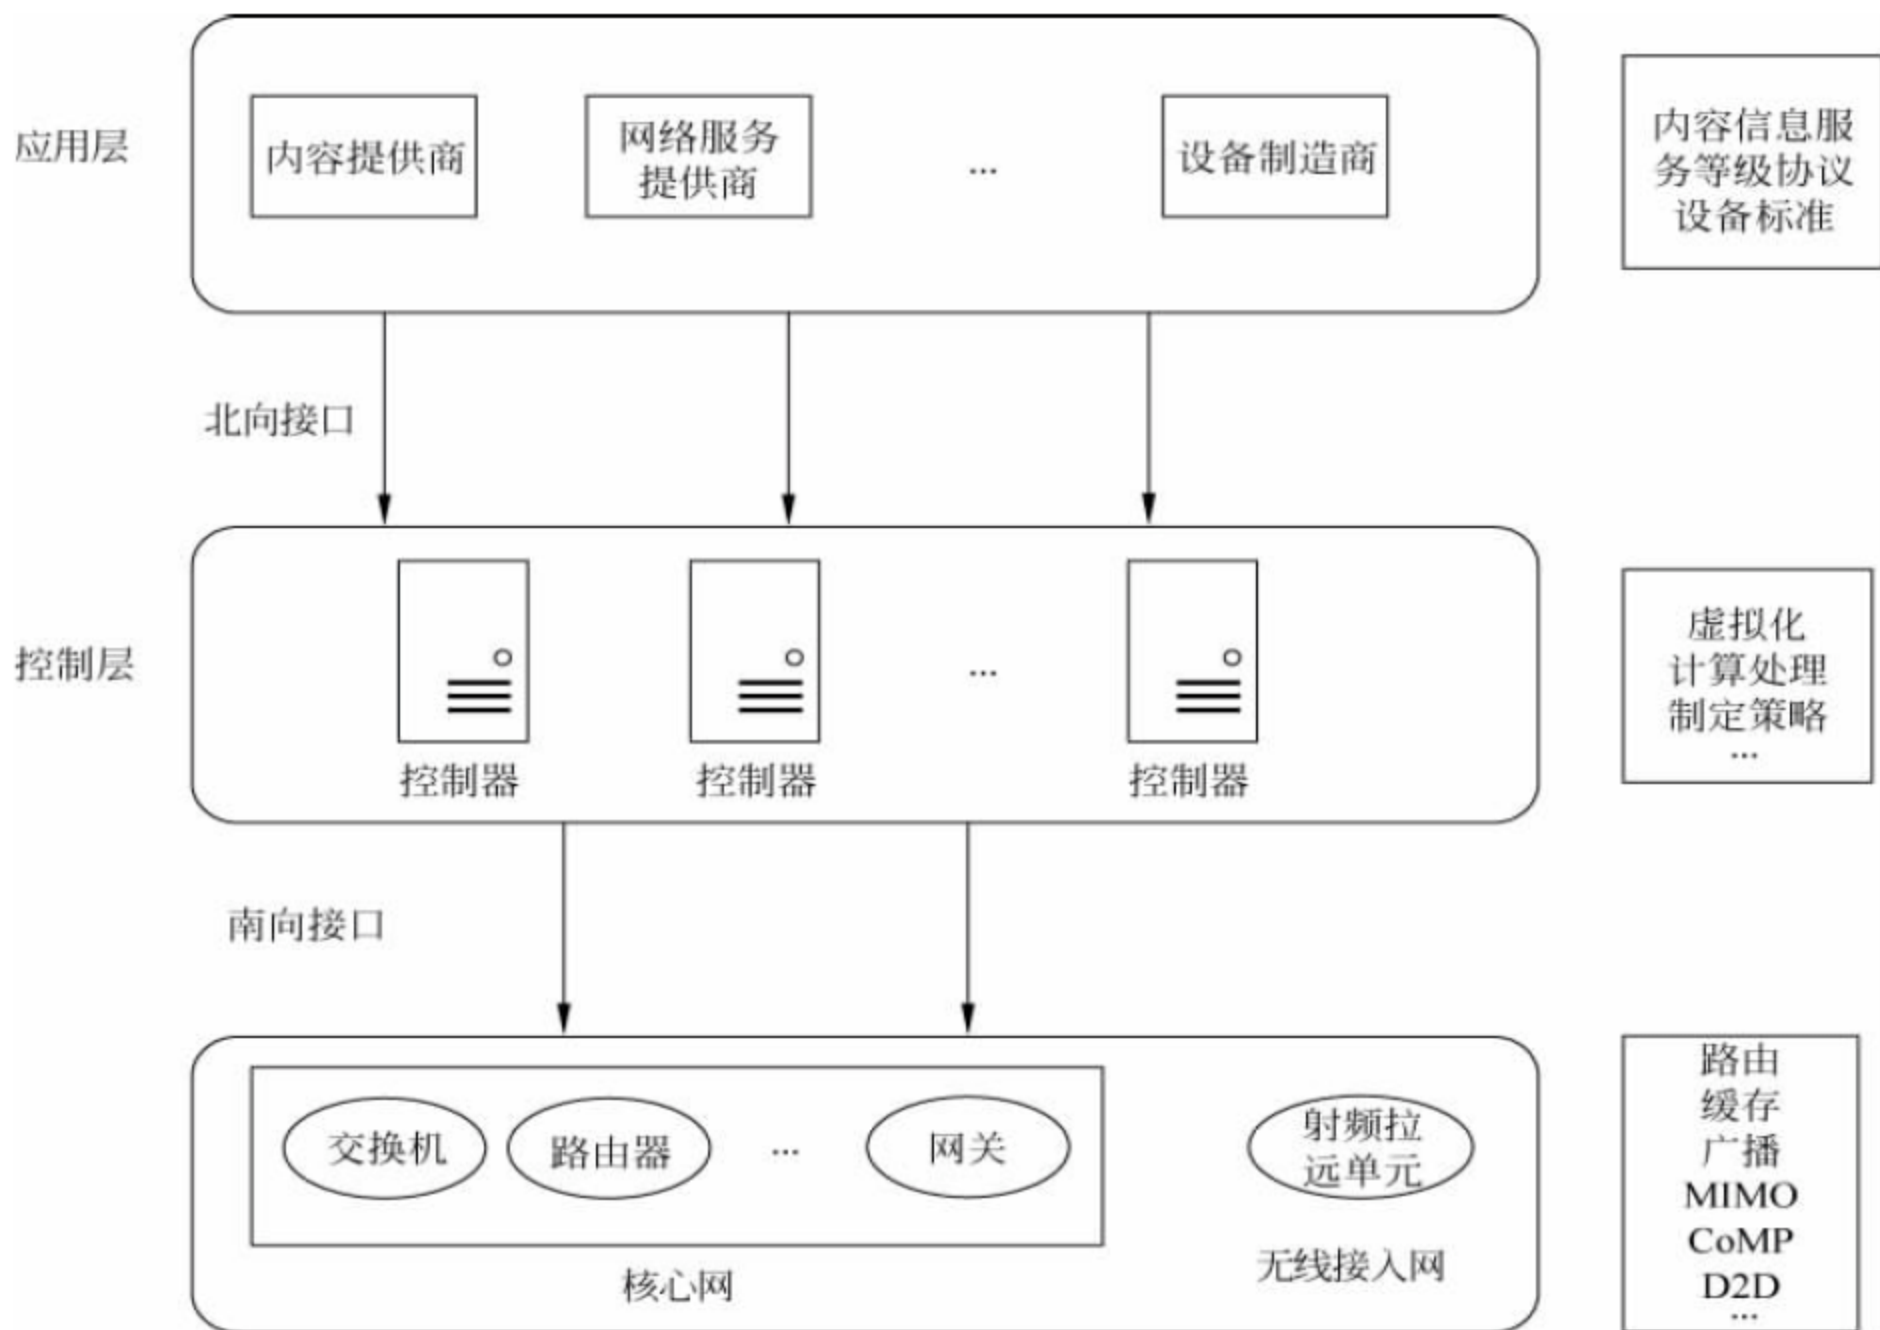 应用层
内容提供商
网络服务
提供商
...
设备制造商
内容信息服
务等级协议
设备标准
北向接口
控制层
控制器
控制器
...
控制器
虚拟化
计算处理
制定策略
...
南向接口
交换机
路由器
...
网关
核心网
射频拉
远单元
无线接入网
路由
缓存
广播
MIMO
CoMP
D2D
...